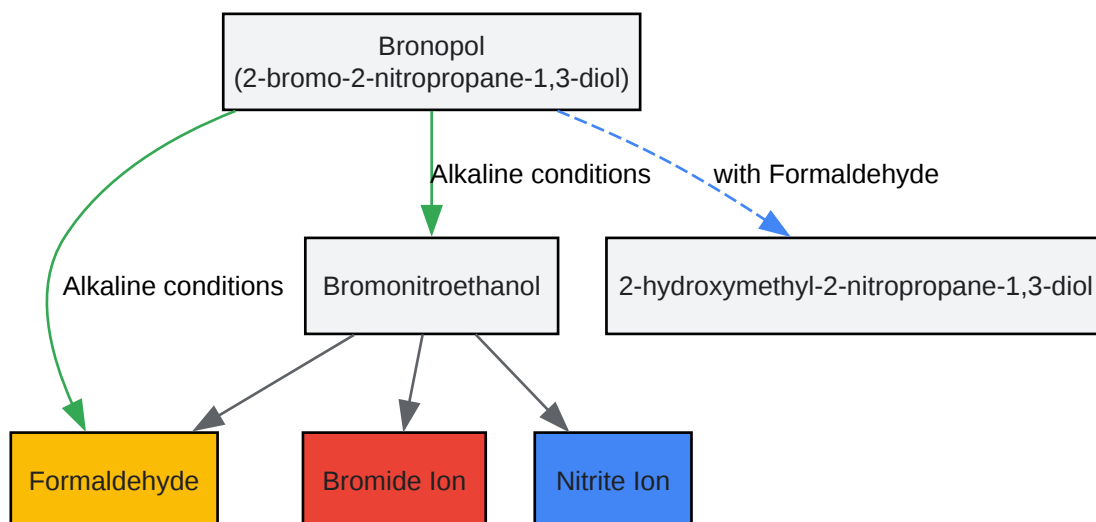 Bronopol
(2-bromo-2-nitropropane-1,3-diol)
Alkaline conditions
with Formaldehyde
Alkaline conditions
Bromonitroethanol
2-hydroxymethyl-2-nitropropane-1,3-diol
Formaldehyde
Bromide Ion
Nitrite Ion